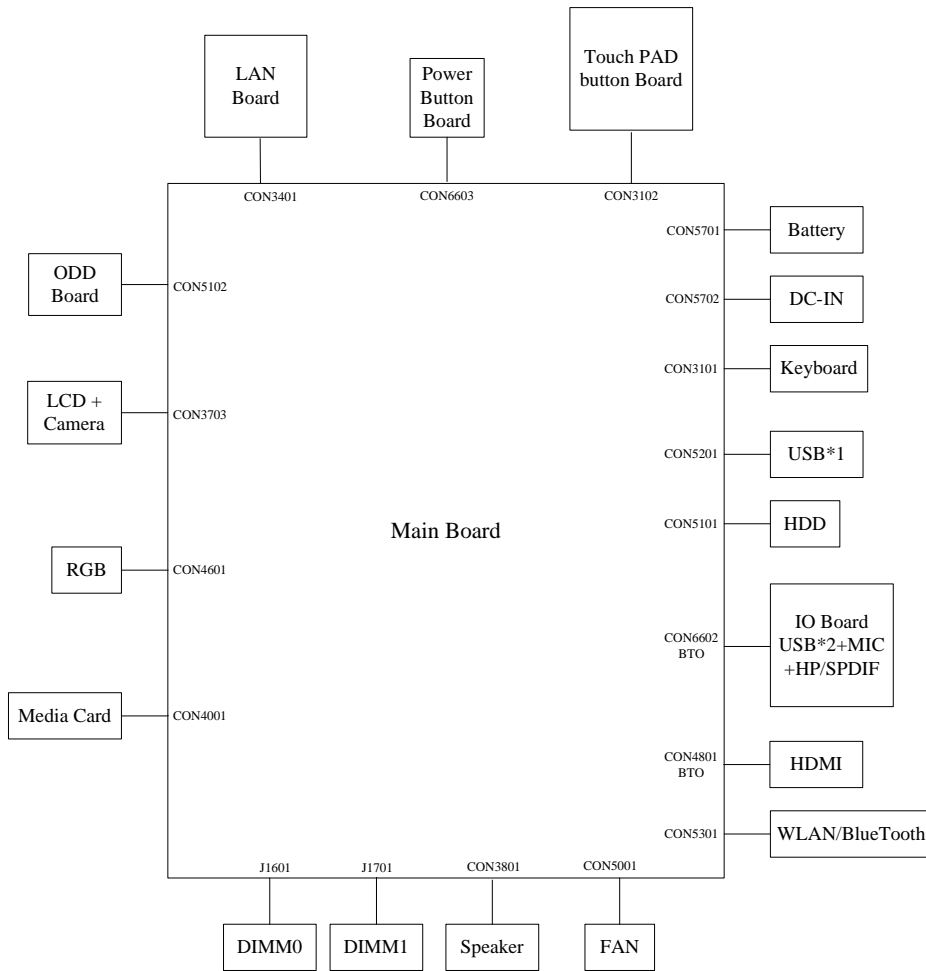 LAN
Board
Power
Button
Board
Touch PAD
button Board
CON3401
CON6603
CON3102
CON5701
Battery
ODD
Board
CON5102
CON5702
DC-IN
CON3101
Keyboard
LCD +
Camera
CON3703
CON5201
USB*1
CON5101
HDD
Main Board
RGB
CON4601
CON6602
BTO
IO Board
USB*2+MIC
+HP/SPDIF
Media Card
CON4001
CON4801
BTO
HDMI
CON5301
WLAN/BlueTooth
J1601
J1701
CON3801
CON5001
DIMM0
DIMM1
Speaker
FAN